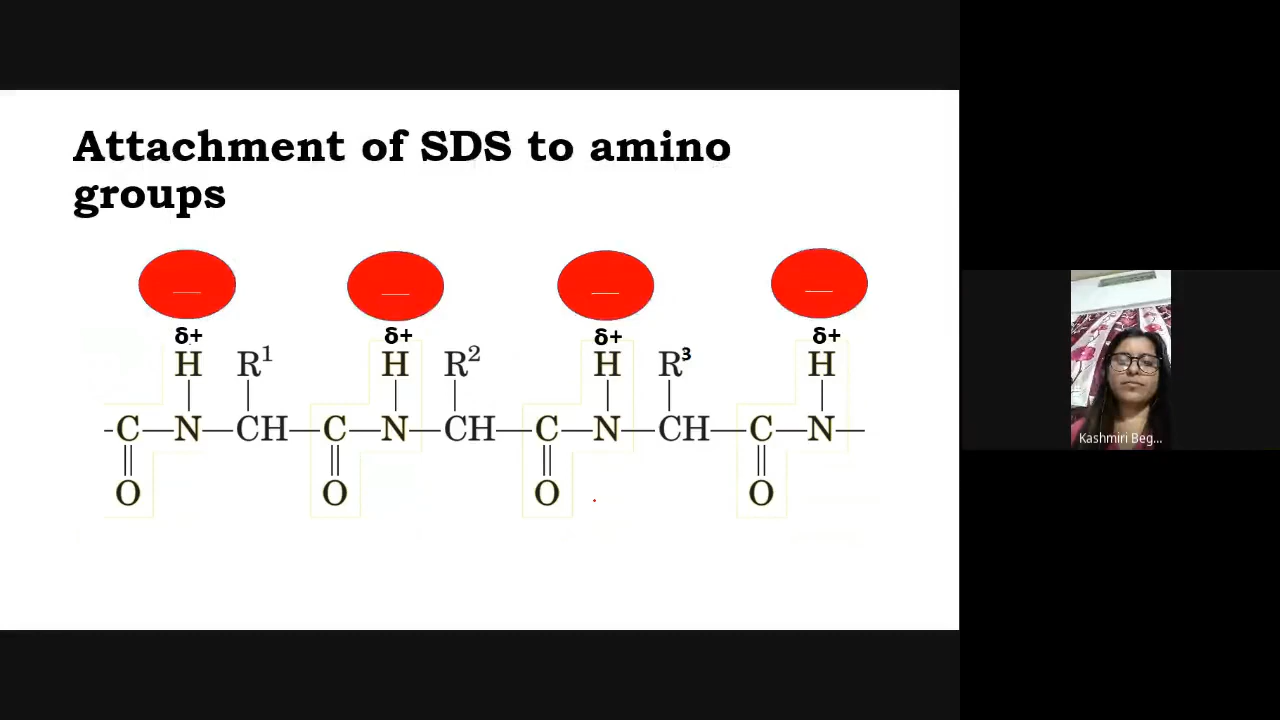 Attachment of SDS to amino
groups
— — — —
δ+ δ+ δ+ δ+
H R¹ H R² H R³ H
C—N—CH—C—N—CH—C—N—CH—C—N—
O O O O
Kashmiri Beg...